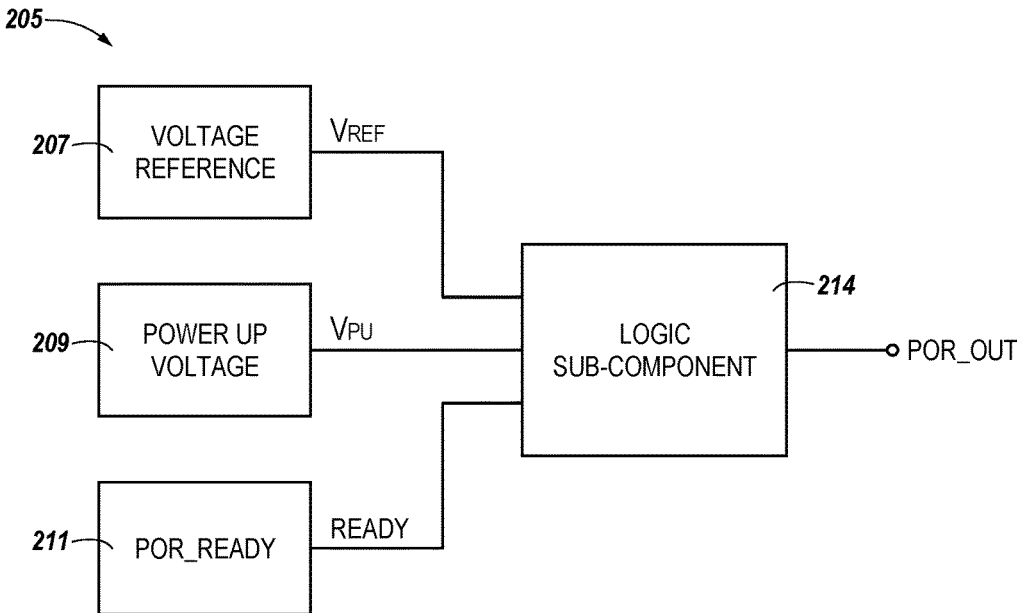 205
207
VOLTAGE
REFERENCE
VREF
209
POWER UP
VOLTAGE
VPU
211
POR_READY
READY
214
LOGIC
SUB-COMPONENT
POR_OUT